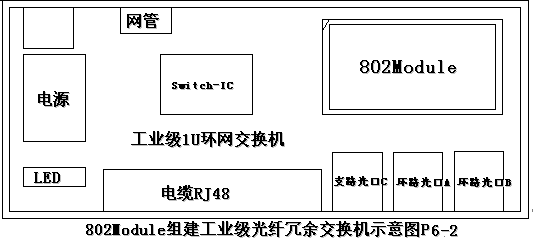 网管
802Module
Switch-IC
电源
工业级1U环网交换机
LED
电缆RJ48
支路光口C
环路光口A
环路光口B
802Module组建工业级光纤冗余交换机示意图P6-2